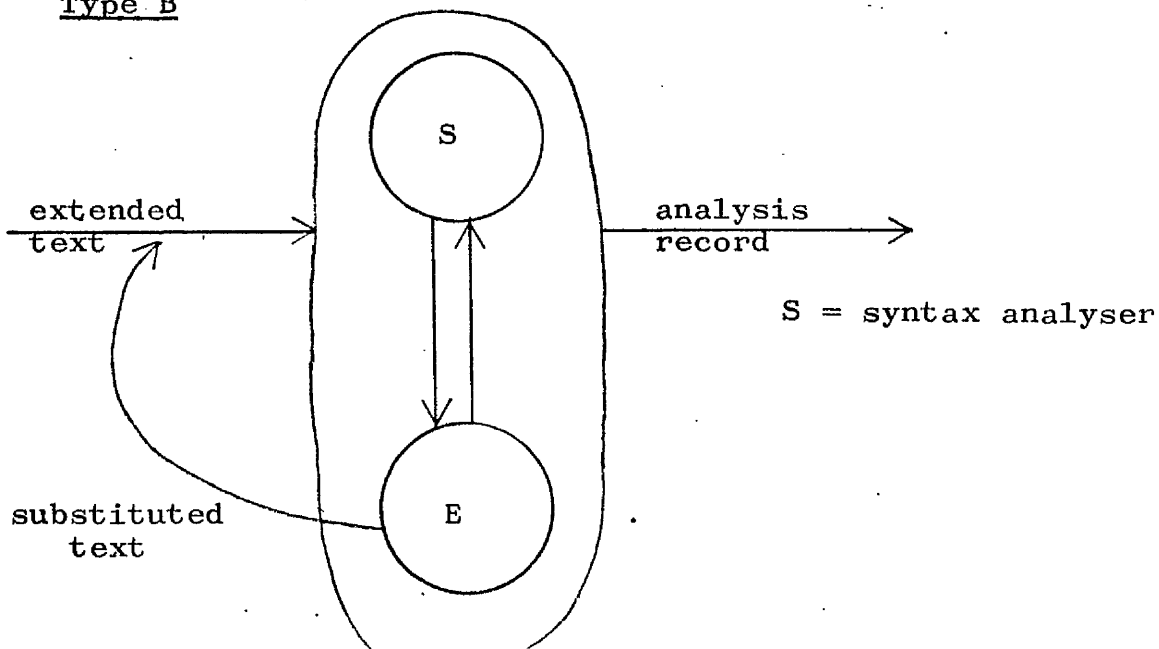 Type B
S
extended
text
analysis
record
S = syntax analyser
substituted
text
E